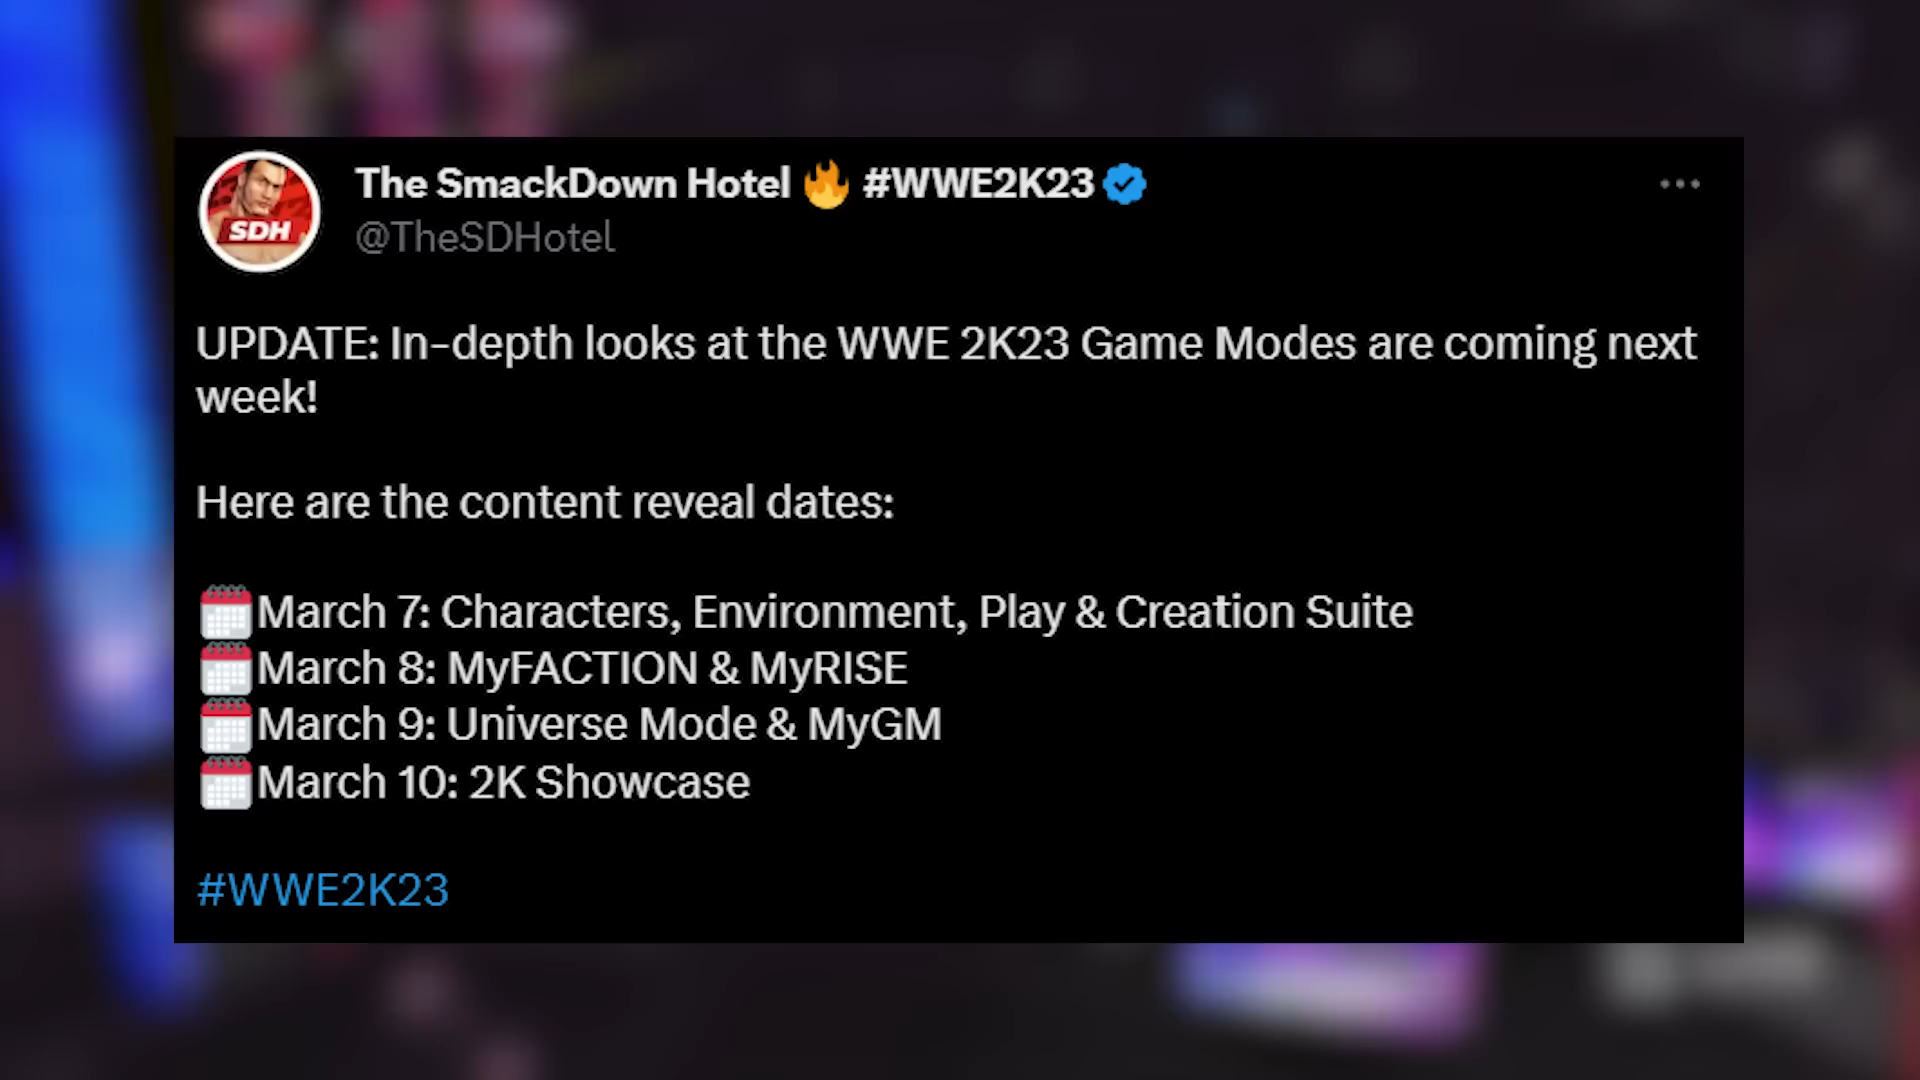 The SmackDown Hotel 🔥 #WWE2K23
SDH
@TheSDHotel
UPDATE: In-depth looks at the WWE 2K23 Game Modes are coming next
week!
Here are the content reveal dates:
March 7: Characters, Environment, Play & Creation Suite
March 8: MyFACTION & MyRISE
March 9: Universe Mode & MyGM
March 10: 2K Showcase
#WWE2K23